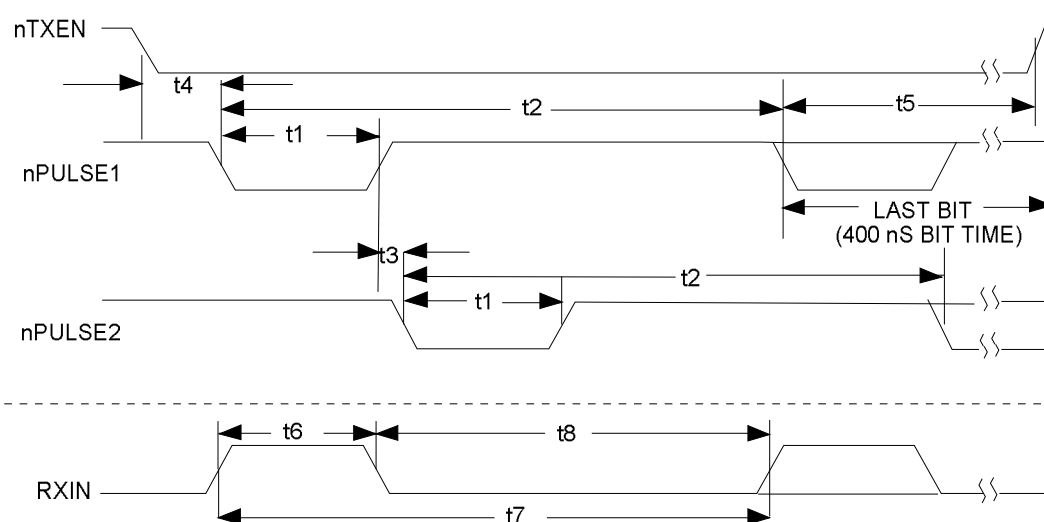 nTXEN
t4
t2
t5
t1
nPULSE1
LAST BIT
(400 nS BIT TIME)
t3
t2
t1
nPULSE2
t6
t8
RXIN
t7